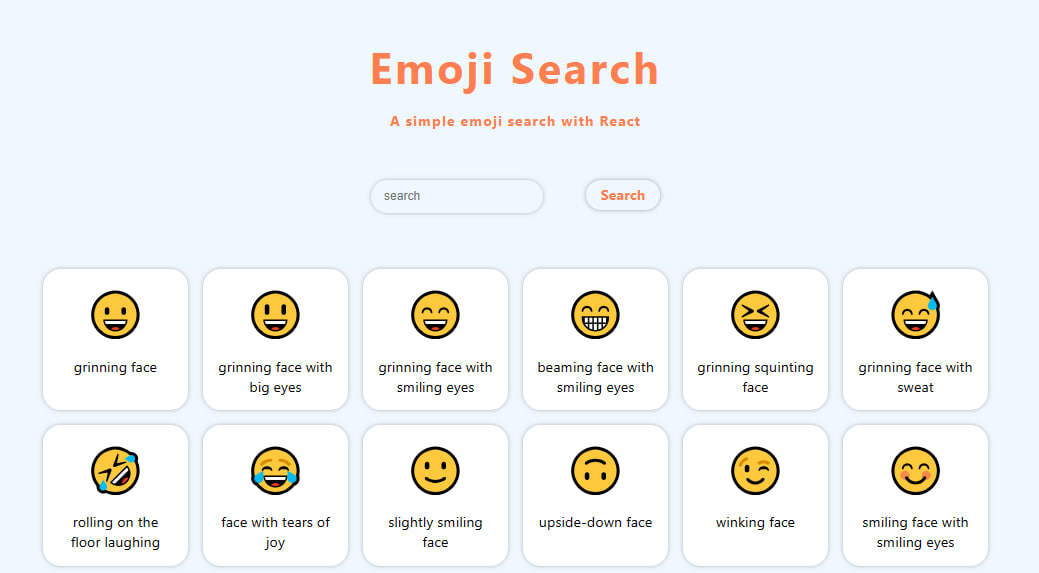 Emoji Search
A simple emoji search with React
search
Search
grinning face
grinning face with
big eyes
grinning face with
smiling eyes
beaming face with
smiling eyes
grinning squinting
face
grinning face with
sweat
rolling on the
floor laughing
face with tears of
joy
slightly smiling
face
upside-down face
winking face
smiling face with
smiling eyes